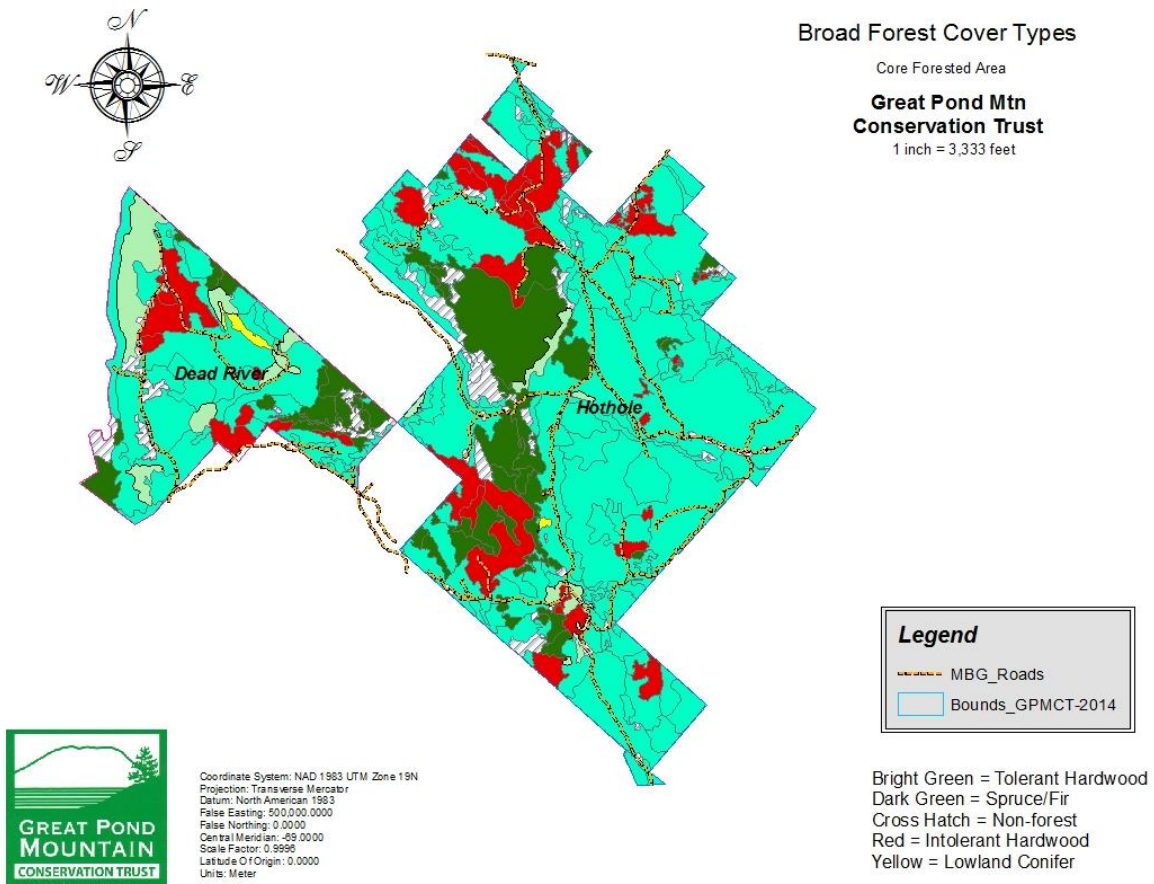 N
W
E
S
Broad Forest Cover Types
Core Forested Area
Great Pond Mtn
Conservation Trust
1 inch = 3,333 feet
Dead River
Hothole
Legend
MBG_Roads
Bounds_GPMCT-2014
GREAT POND
MOUNTAIN
CONSERVATION TRUST
Coordinate System: NAD 1983 UTM Zone 19N
Projection: Transverse Mercator
Datum: North American 1983
False Easting: 500,000.0000
False Northing: 0.0000
Central Meridian: -69.0000
Scale Factor: 0.9996
Latitude Of Origin: 0.0000
Units: Meter
Bright Green = Tolerant Hardwood
Dark Green = Spruce/Fir
Cross Hatch = Non-forest
Red = Intolerant Hardwood
Yellow = Lowland Conifer